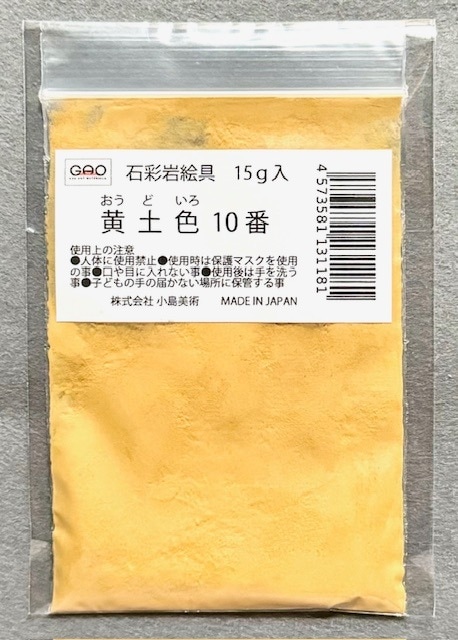 GAO
石彩岩絵具 15g入
おう ど いろ
黄土色 10番
使用上の注意
●人体に使用禁止●使用時は保護マスクを使用
の事●口や目に入れない事●使用後は手を洗う
事●子どもの手の届かない場所に保管する事
株式会社 小島美術 MADE IN JAPAN
4573581131181